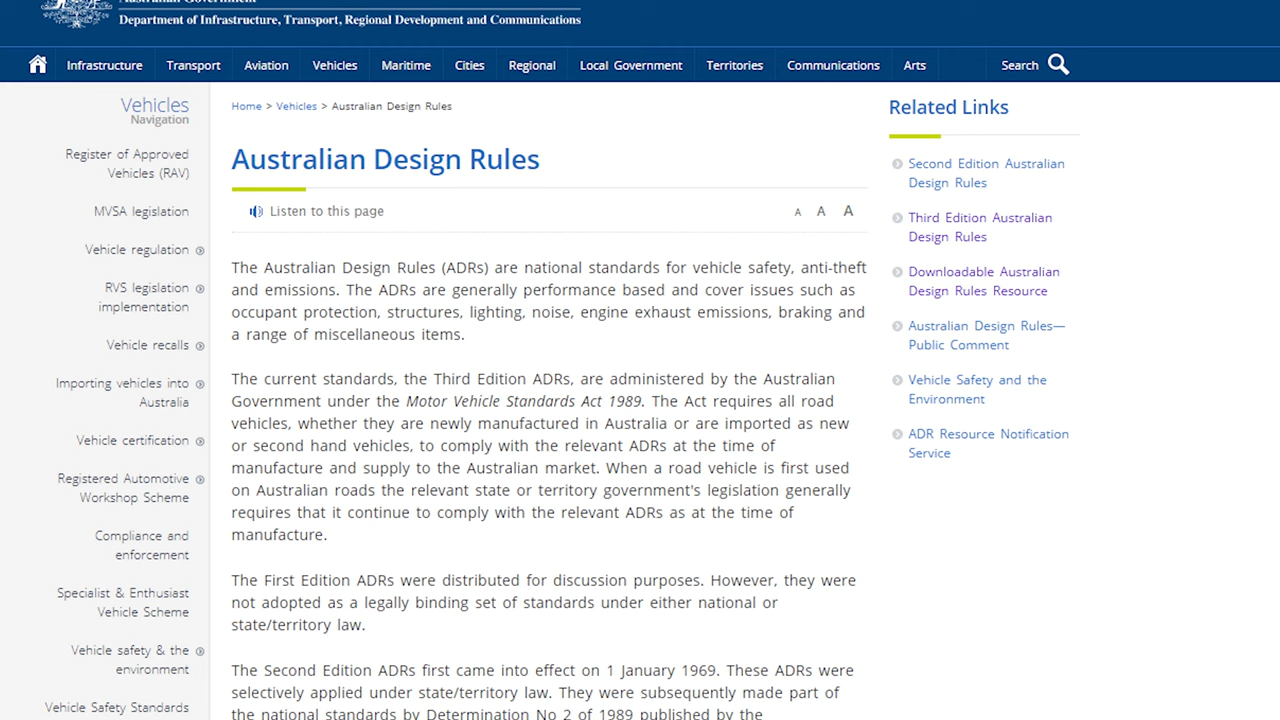 Department of Infrastructure, Transport, Regional Development and Communications
Infrastructure Transport Aviation Vehicles Maritime Cities Regional Local Government Territories Communications Arts Search
Vehicles
Navigation
Register of Approved
Vehicles (RAV)
MVSA legislation
Vehicle regulation
RVS legislation
implementation
Vehicle recalls
Importing vehicles into
Australia
Vehicle certification
Registered Automotive
Workshop Scheme
Compliance and
enforcement
Specialist & Enthusiast
Vehicle Scheme
Vehicle safety & the
environment
Vehicle Safety Standards
Home > Vehicles > Australian Design Rules
Australian Design Rules
Listen to this page
A A A
The Australian Design Rules (ADRs) are national standards for vehicle safety, anti-theft
and emissions. The ADRs are generally performance based and cover issues such as
occupant protection, structures, lighting, noise, engine exhaust emissions, braking and
a range of miscellaneous items.
The current standards, the Third Edition ADRs, are administered by the Australian
Government under the Motor Vehicle Standards Act 1989. The Act requires all road
vehicles, whether they are newly manufactured in Australia or are imported as new
or second hand vehicles, to comply with the relevant ADRs at the time of
manufacture and supply to the Australian market. When a road vehicle is first used
on Australian roads the relevant state or territory government's legislation generally
requires that it continue to comply with the relevant ADRs as at the time of
manufacture.
The First Edition ADRs were distributed for discussion purposes. However, they were
not adopted as a legally binding set of standards under either national or
state/territory law.
The Second Edition ADRs first came into effect on 1 January 1969. These ADRs were
selectively applied under state/territory law. They were subsequently made part of
the national standards by Determination No 2 of 1989 published by the
Related Links
Second Edition Australian
Design Rules
Third Edition Australian
Design Rules
Downloadable Australian
Design Rules Resource
Australian Design Rules—
Public Comment
Vehicle Safety and the
Environment
ADR Resource Notification
Service